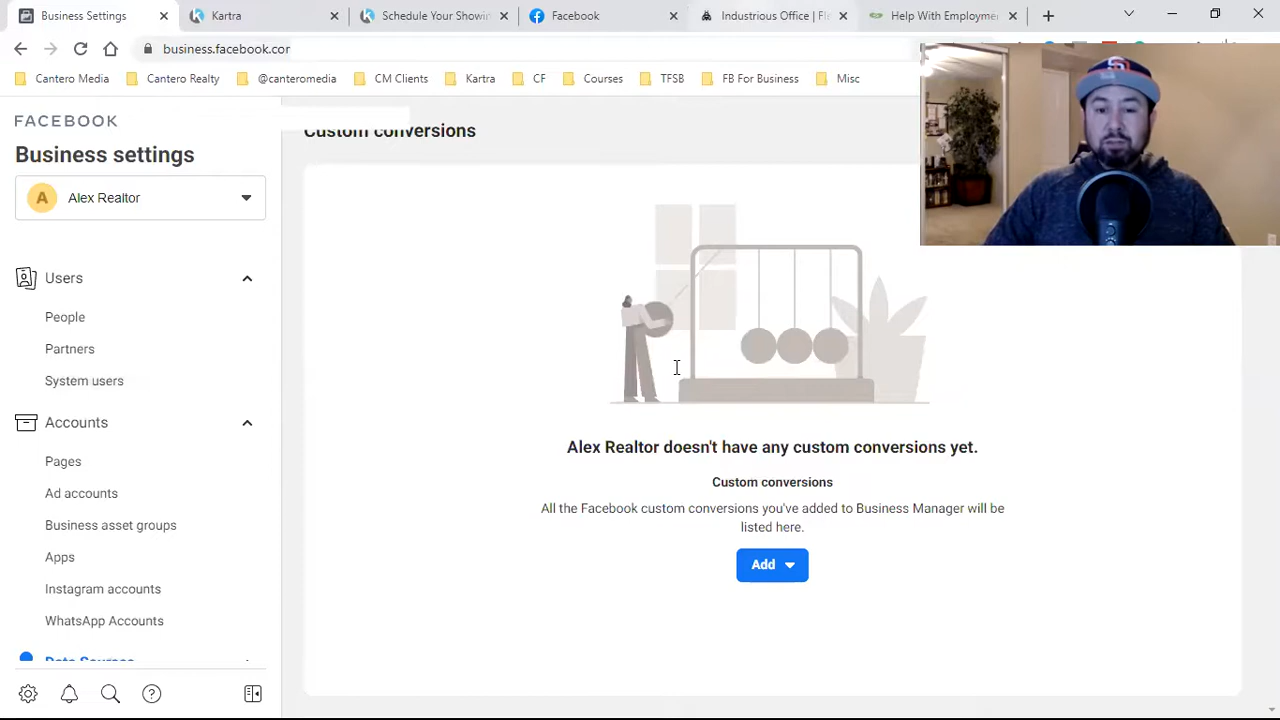 Business Settings
Kartra
Schedule Your Showin
Facebook
Industrious Office | Fl
Help With Employme
business.facebook.cor
Cantero Media
Cantero Realty
@canteromedia
CM Clients
Kartra
CF
Courses
TFSB
FB For Business
Misc
FACEBOOK
Business settings
A
Alex Realtor
Users
People
Partners
System users
Accounts
Pages
Ad accounts
Business asset groups
Apps
Instagram accounts
WhatsApp Accounts
Data Sources
Custom conversions
Alex Realtor doesn't have any custom conversions yet.
Custom conversions
All the Facebook custom conversions you've added to Business Manager will be
listed here.
Add